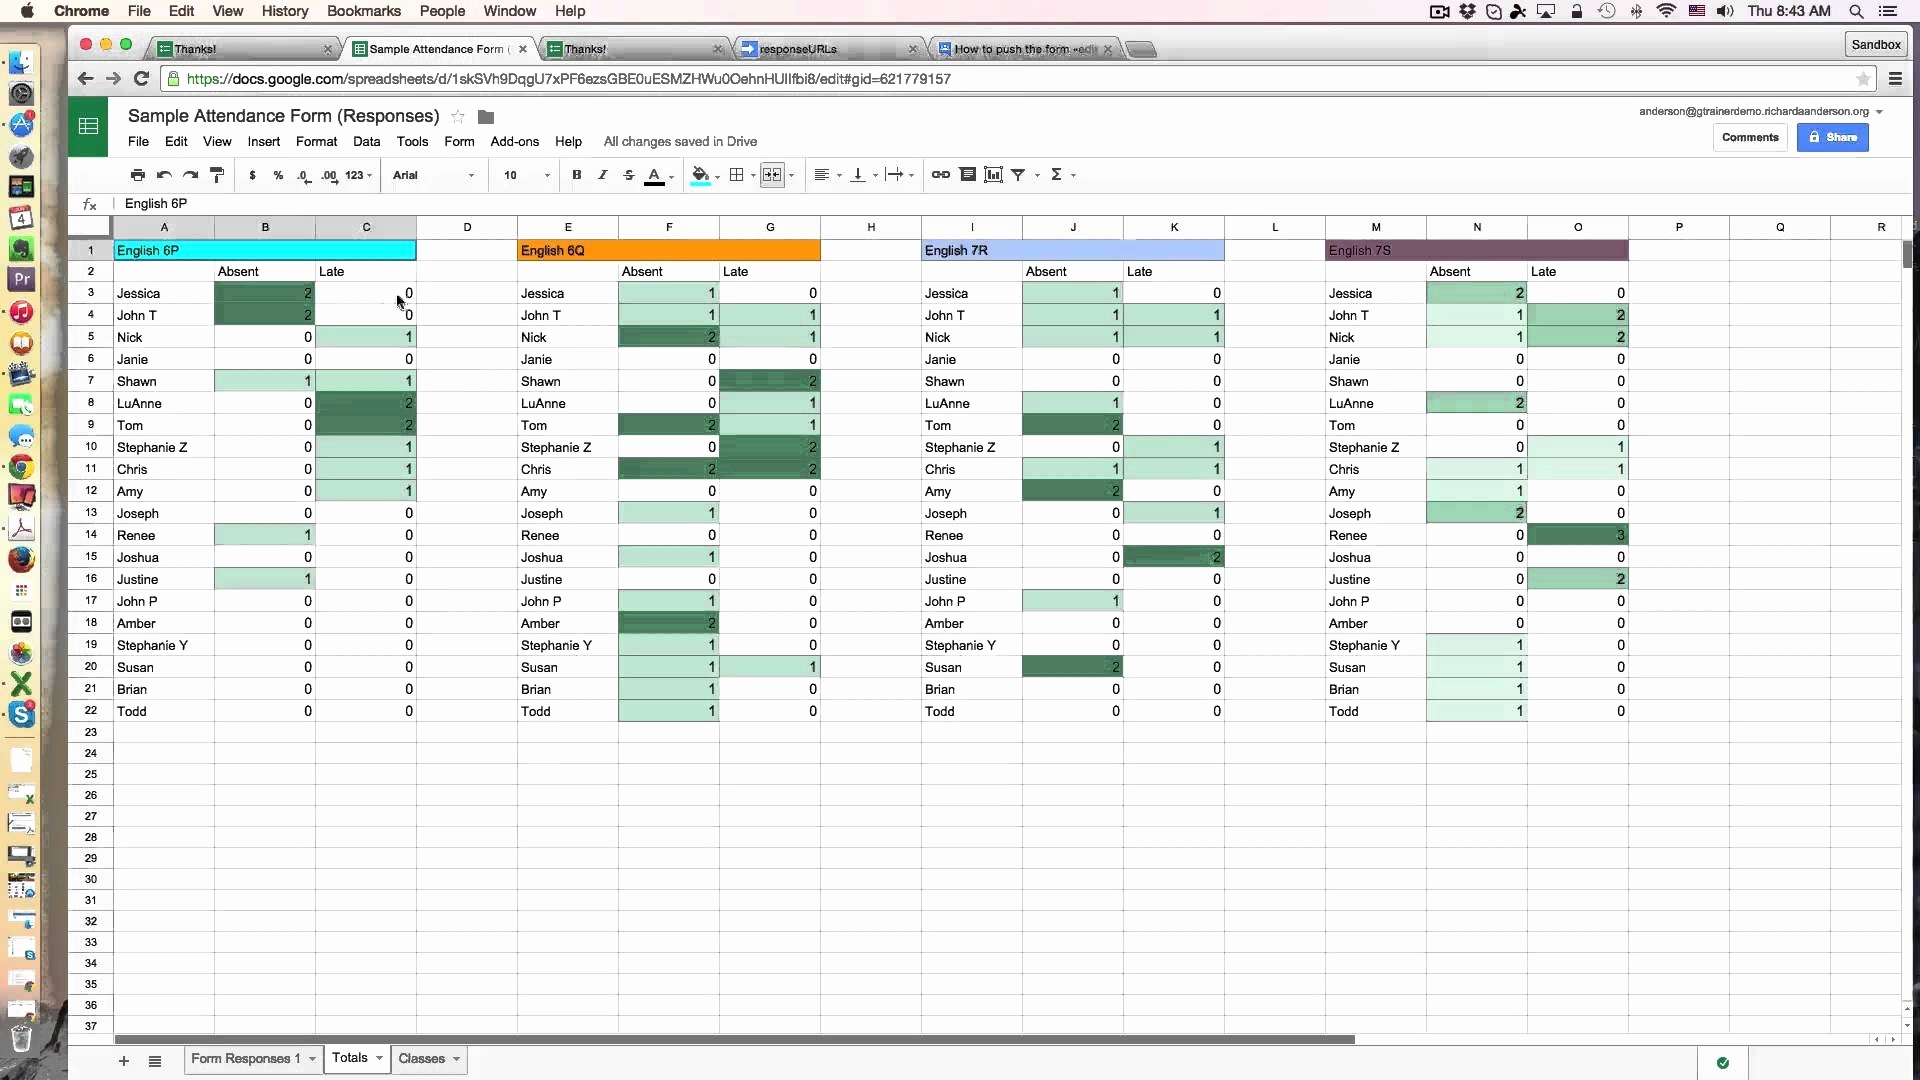 Chrome File Edit View History Bookmarks People Window Help Thu 8:43 AM
Thanks! Sample Attendance Form ( Thanks! responseURLs How to push the form «edit Sandbox
https://docs.google.com/spreadsheets/d/1skSVh9DqgU7xPF6ezsGBE0uESMZHWu0OehnHUIlfbi8/edit#gid=621779157
Sample Attendance Form (Responses) anderson@gtrainerdemo.richardaanderson.org
File Edit View Insert Format Data Tools Form Add-ons Help All changes saved in Drive Comments Share
$ % .0 .00 123 Arial 10 B I S A Σ
fx English 6P
A B C D E F G H I J K L M N O P Q R
1 English 6P English 6Q English 7R English 7S
2 Absent Late Absent Late Absent Late Absent Late
3 Jessica 2 0 Jessica 1 0 Jessica 1 0 Jessica 2 0
4 John T 2 0 John T 1 1 John T 1 1 John T 1 2
5 Nick 0 1 Nick 2 1 Nick 1 1 Nick 1 2
6 Janie 0 0 Janie 0 0 Janie 0 0 Janie 0 0
7 Shawn 1 1 Shawn 0 2 Shawn 0 0 Shawn 0 0
8 LuAnne 0 2 LuAnne 0 1 LuAnne 1 0 LuAnne 2 0
9 Tom 0 2 Tom 2 1 Tom 2 0 Tom 0 0
10 Stephanie Z 0 1 Stephanie Z 0 2 Stephanie Z 0 1 Stephanie Z 0 1
11 Chris 0 1 Chris 2 2 Chris 1 1 Chris 1 1
12 Amy 0 1 Amy 0 0 Amy 2 0 Amy 1 0
13 Joseph 0 0 Joseph 1 0 Joseph 0 1 Joseph 2 0
14 Renee 1 0 Renee 0 0 Renee 0 0 Renee 0 3
15 Joshua 0 0 Joshua 1 0 Joshua 0 2 Joshua 0 0
16 Justine 1 0 Justine 0 0 Justine 0 0 Justine 0 2
17 John P 0 0 John P 1 0 John P 1 0 John P 0 0
18 Amber 0 0 Amber 2 0 Amber 0 0 Amber 0 0
19 Stephanie Y 0 0 Stephanie Y 1 0 Stephanie Y 0 0 Stephanie Y 1 0
20 Susan 0 0 Susan 1 1 Susan 2 0 Susan 1 0
21 Brian 0 0 Brian 1 0 Brian 0 0 Brian 1 0
22 Todd 0 0 Todd 1 0 Todd 0 0 Todd 1 0
23
24
25
26
27
28
29
30
31
32
33
34
35
36
37
Form Responses 1 Totals Classes